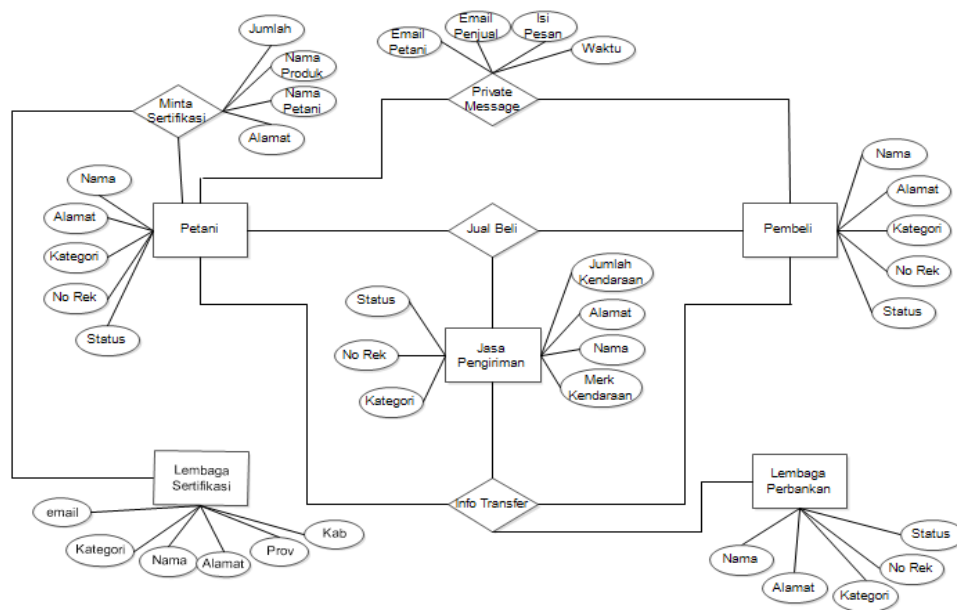 Jumlah
Nama
Produk
Nama
Petani
Alamat
Minta
Sertifikasi
Email
Petani
Email
Penjual
Isi
Pesan
Waktu
Private
Message
Nama
Alamat
Kategori
No Rek
Status
Petani
Jual Beli
Pembeli
Nama
Alamat
Kategori
No Rek
Status
Status
No Rek
Kategori
Jasa
Pengiriman
Jumlah
Kendaraan
Alamat
Nama
Merk
Kendaraan
Lembaga
Sertifikasi
email
Kategori
Nama
Alamat
Prov
Kab
Info Transfer
Lembaga
Perbankan
Nama
Alamat
Kategori
No Rek
Status